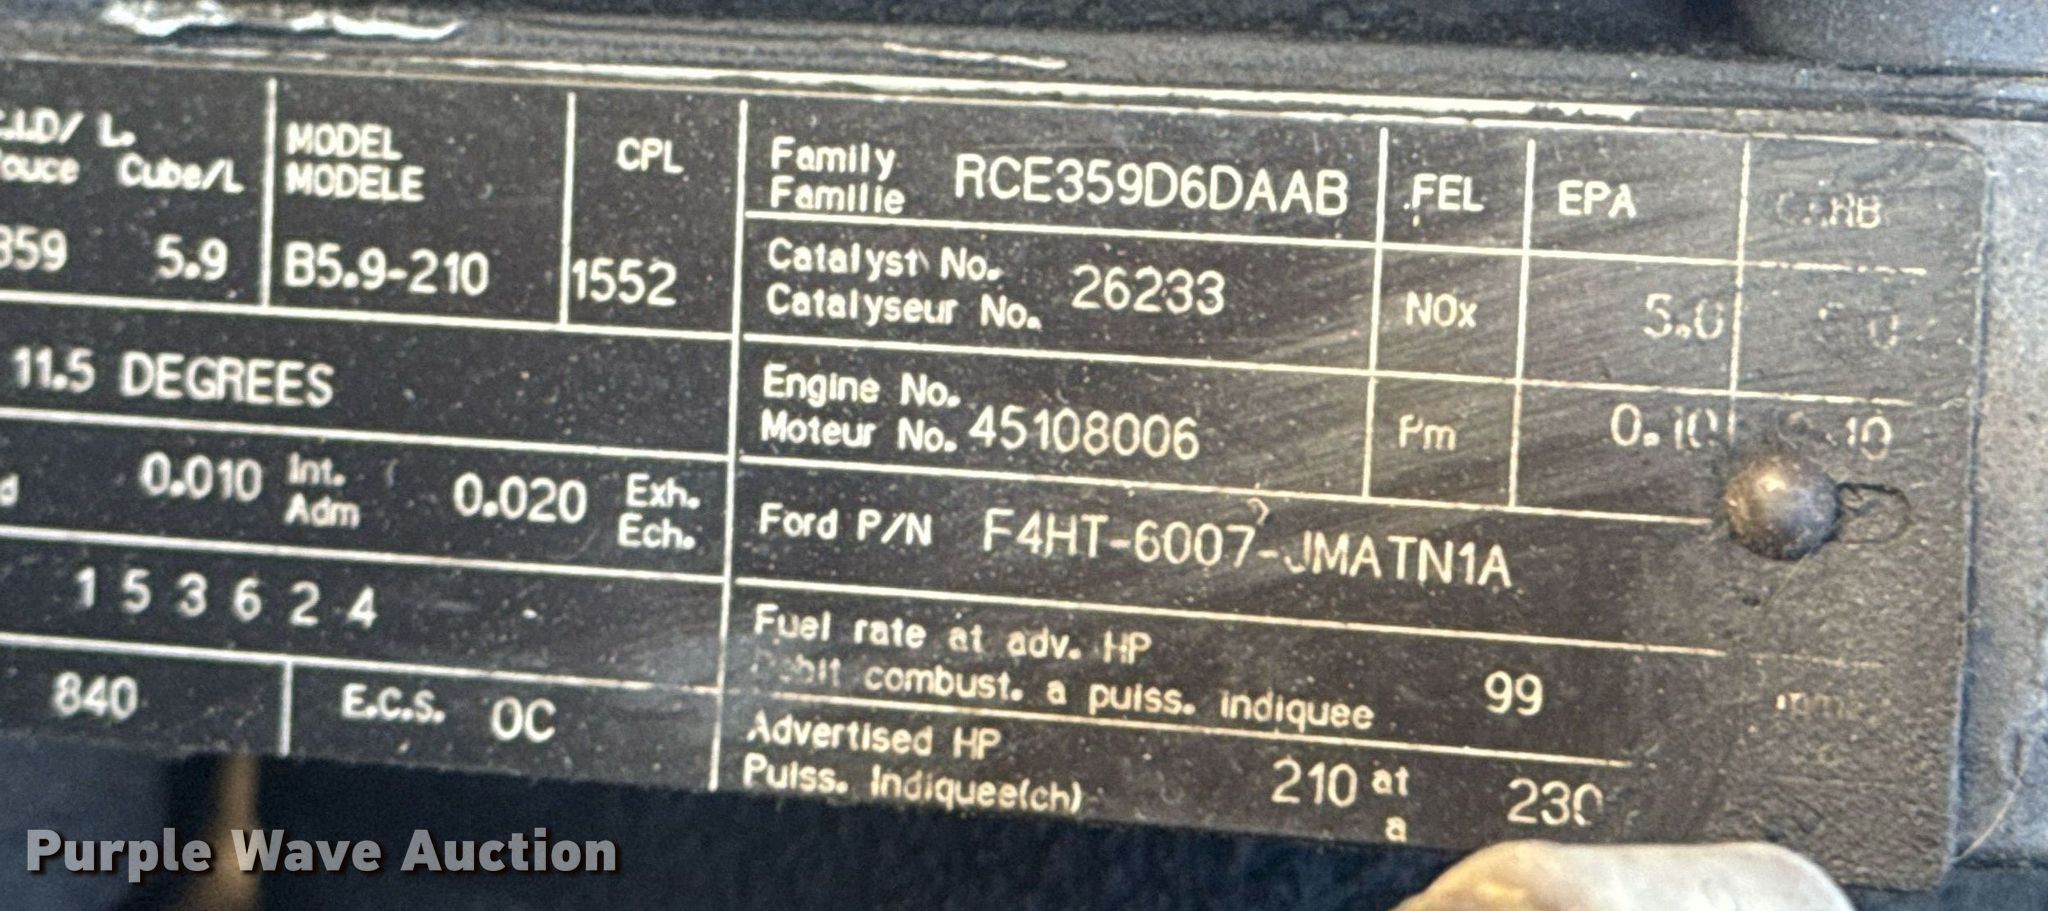 L.
Cube/L
359 5.9
MODEL
MODELE
B5.9-210
CPL
1552
11.5 DEGREES
0.010 Int.
Adm
0.020 Exh.
Ech.
1 5 3 6 2 4
840
E.C.S. OC
Family
Familie RCE359D6DAAB
Catalyst No.
Catalyseur No. 26233
Engine No.
Moteur No. 45108006
Ford P/N F4HT-6007-JMATN1A
Fuel rate at adv. HP
combust. a puiss. indiquee 99
Advertised HP
Puiss. Indiquee(ch) 210 at
a 230
FEL EPA
NOx 5.0
Pm 0.10
Purple Wave Auction